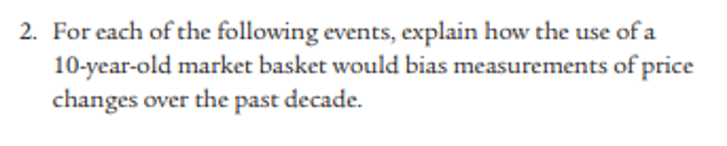 2. For each of the following events, explain how the use of a
10-year-old market basket would bias measurements of price
changes over the past decade.